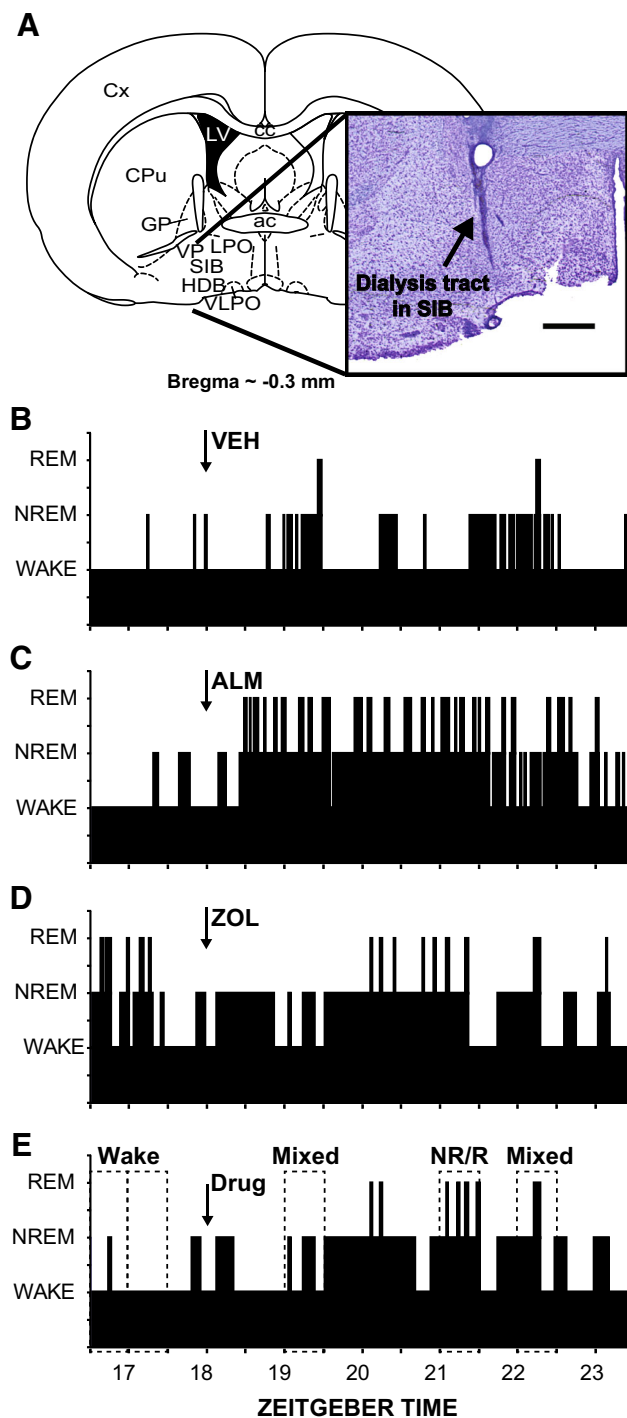 A
Cx
LV
cc
CPu
GP
ac
VP LPO
SIB
HDB
VLPO
Dialysis tract
in SIB
Bregma ~ -0.3 mm
B
VEH
REM
NREM
WAKE
C
ALM
REM
NREM
WAKE
D
ZOL
REM
NREM
WAKE
E
Wake
Mixed
NR/R
Mixed
REM
Drug
NREM
WAKE
17 18 19 20 21 22 23
ZEITGEBER TIME